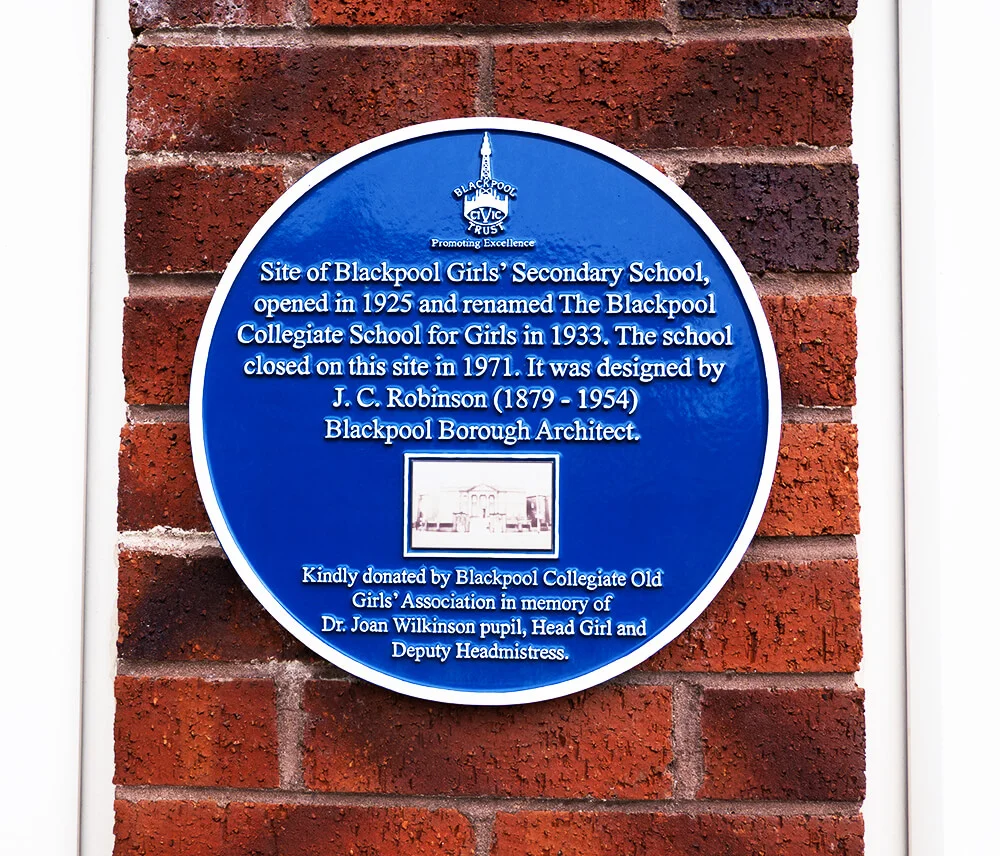 BLACKPOOL
CIVIC
TRUST
Promoting Excellence
Site of Blackpool Girls' Secondary School,
opened in 1925 and renamed The Blackpool
Collegiate School for Girls in 1933. The school
closed on this site in 1971. It was designed by
J. C. Robinson (1879 - 1954)
Blackpool Borough Architect.
Kindly donated by Blackpool Collegiate Old
Girls' Association in memory of
Dr. Joan Wilkinson pupil, Head Girl and
Deputy Headmistress.